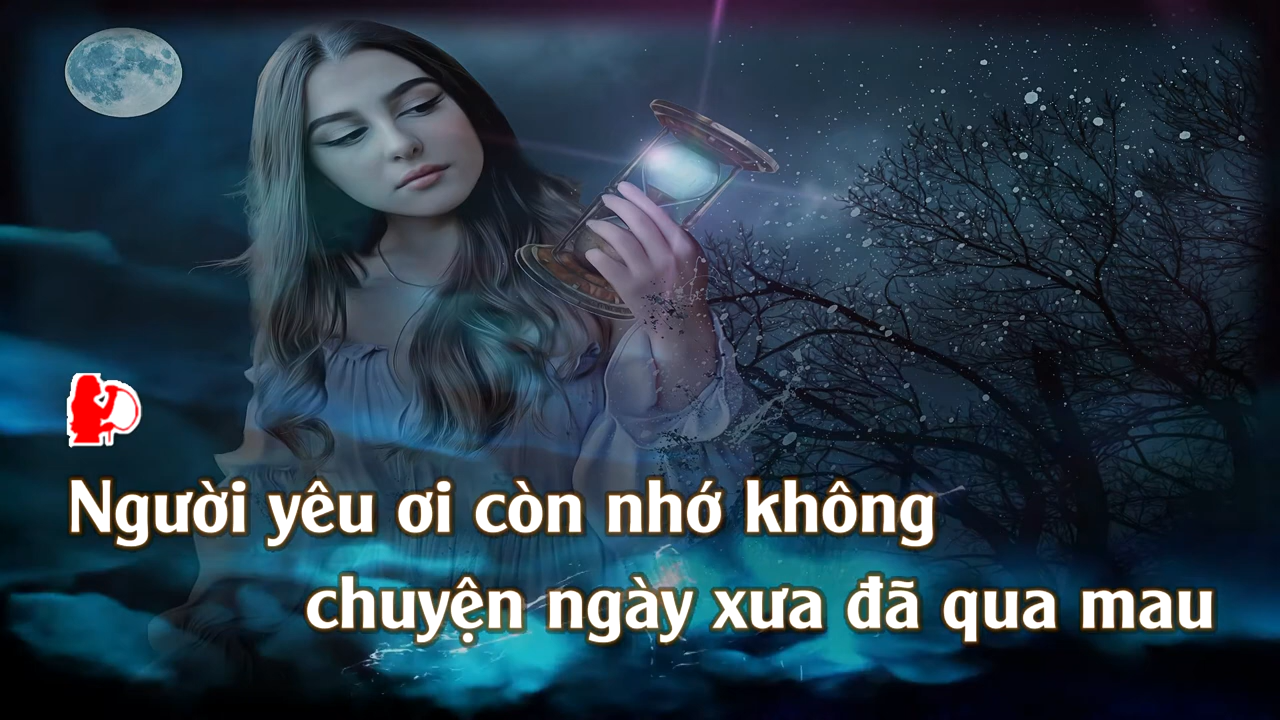 Người yêu ơi còn nhớ không
chuyện ngày xưa đã qua mau